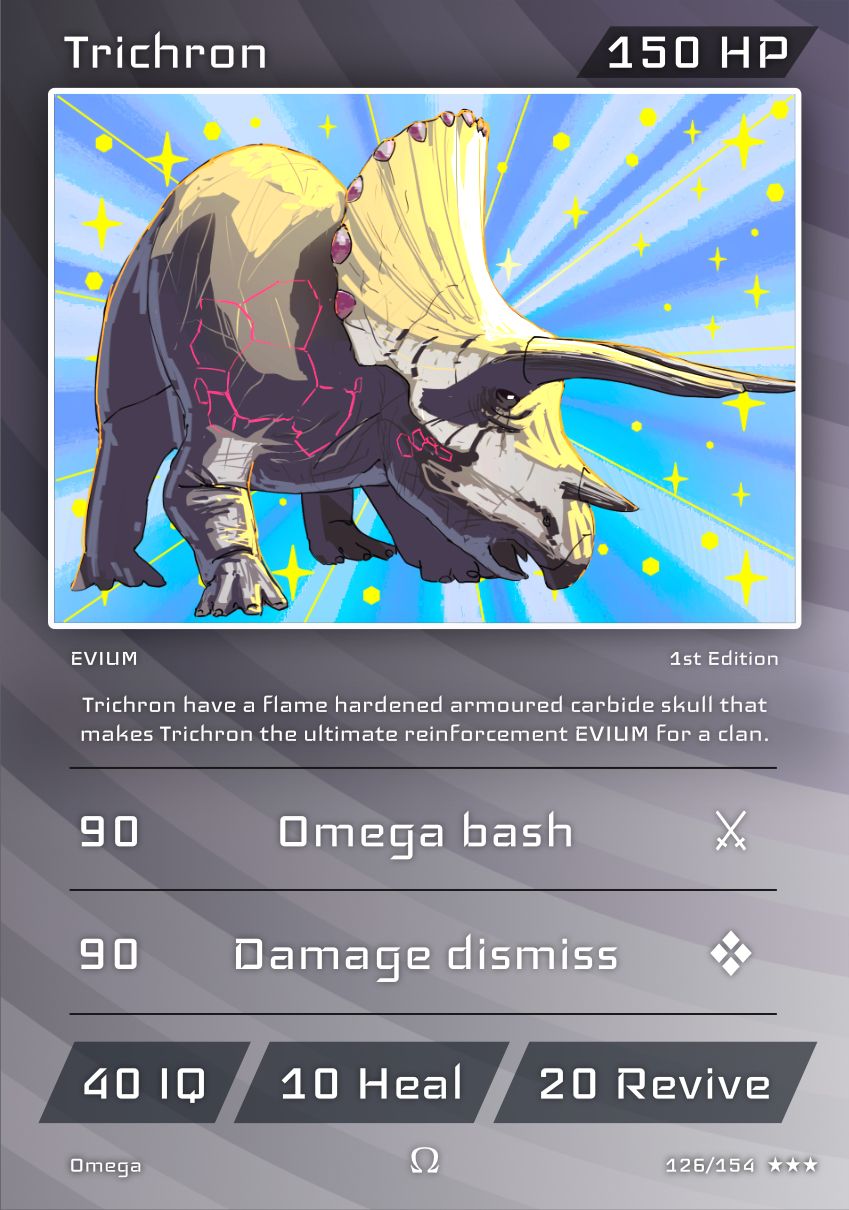 Trichron
150 HP
EVIUM
1st Edition
Trichron have a flame hardened armoured carbide skull that
makes Trichron the ultimate reinforcement EVIUM for a clan.
90 Omega bash
90 Damage dismiss
40 IQ
10 Heal
20 Revive
Omega
Ω
126/154 ★★★